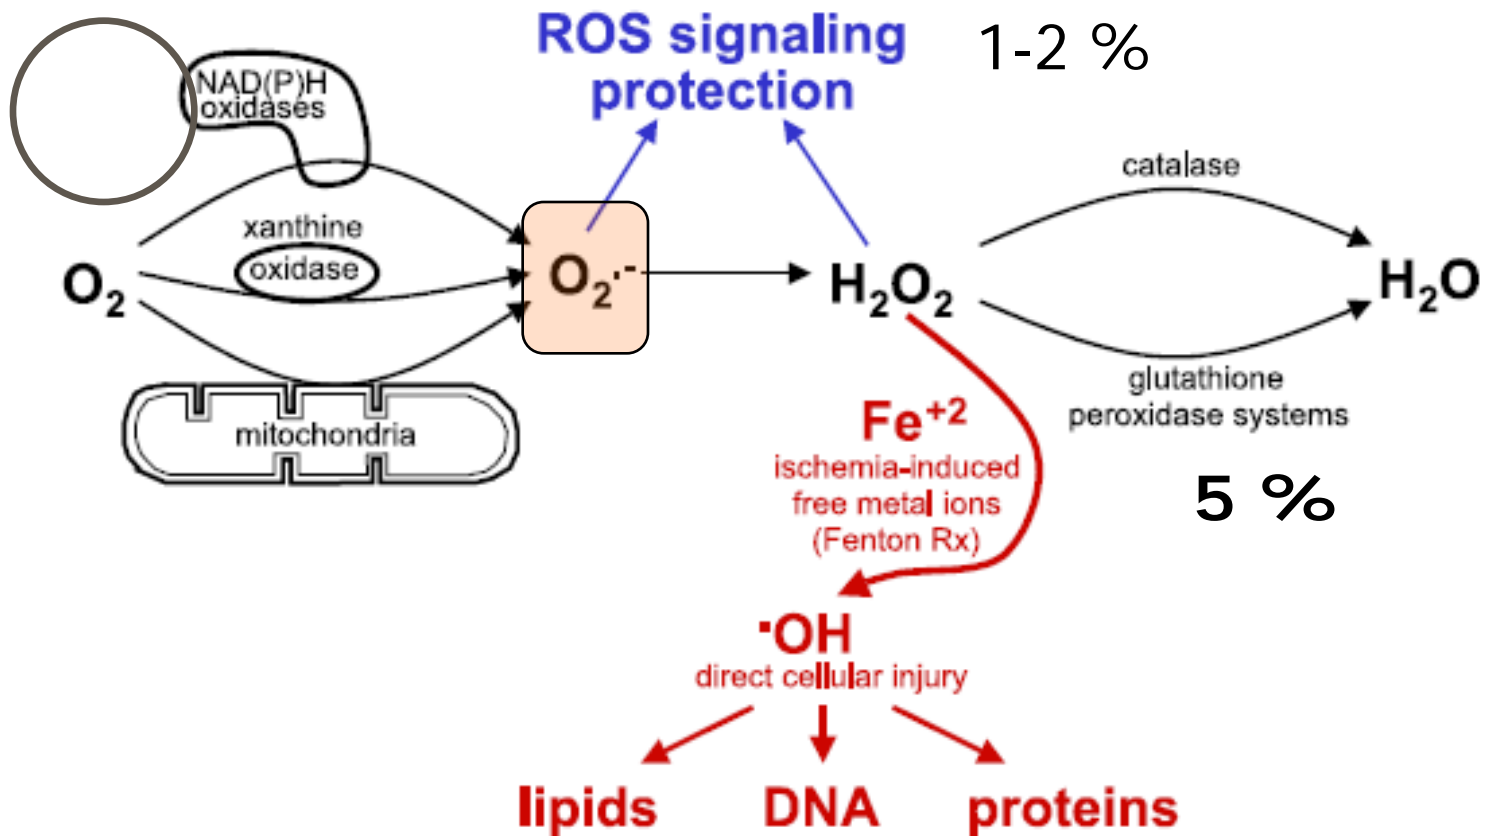 ROS signaling
protection
1-2 %
NAD(P)H
oxidases
xanthine
oxidase
mitochondria
O₂
O₂·-
H₂O₂
catalase
glutathione
peroxidase systems
H₂O
5 %
Fe⁺²
ischemia-induced
free metal ions
(Fenton Rx)
·OH
direct cellular injury
lipids DNA proteins